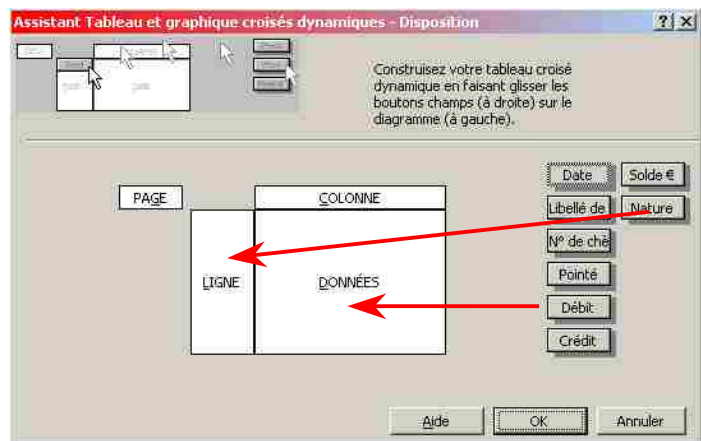 Assistant Tableau et graphique croisés dynamiques - Disposition
Construisez votre tableau croisé
dynamique en faisant glisser les
boutons champs (à droite) sur le
diagramme (à gauche).
Date Solde €
PAGE COLONNE
Libellé de Nature
N° de chè
LIGNE DONNÉES Pointé
Débit
Crédit
Aide OK Annuler